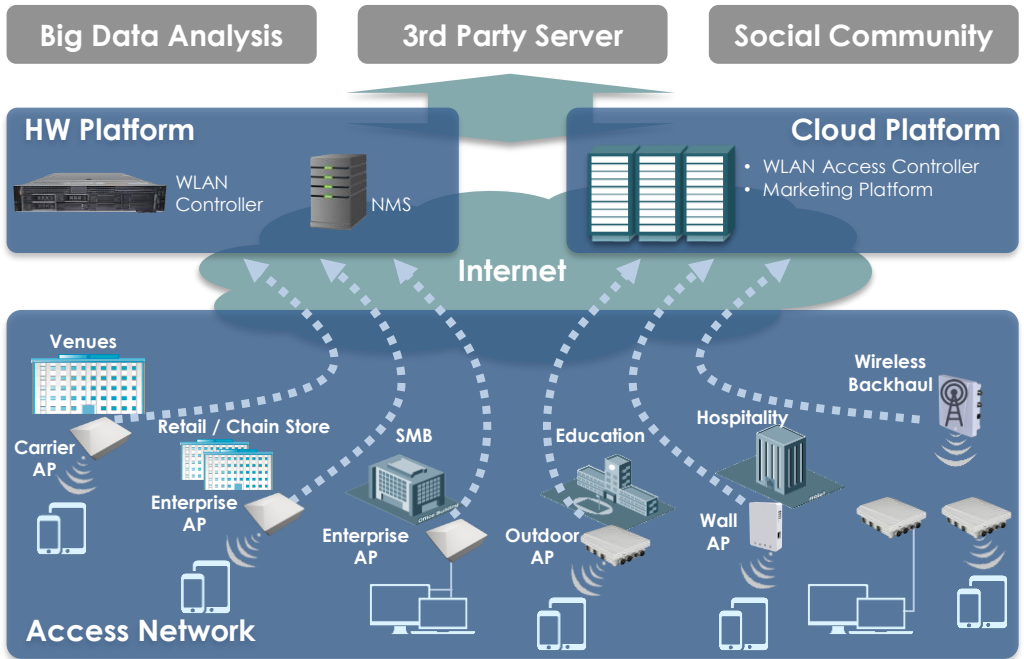 Big Data Analysis
3rd Party Server
Social Community
HW Platform
WLAN
Controller
NMS
Cloud Platform
• WLAN Access Controller
• Marketing Platform
Internet
Venues
Carrier
AP
Retail / Chain Store
Enterprise
AP
SMB
Office Building
Enterprise
AP
Education
Outdoor
AP
Hospitality
Wall
AP
Wireless
Backhaul
Access Network